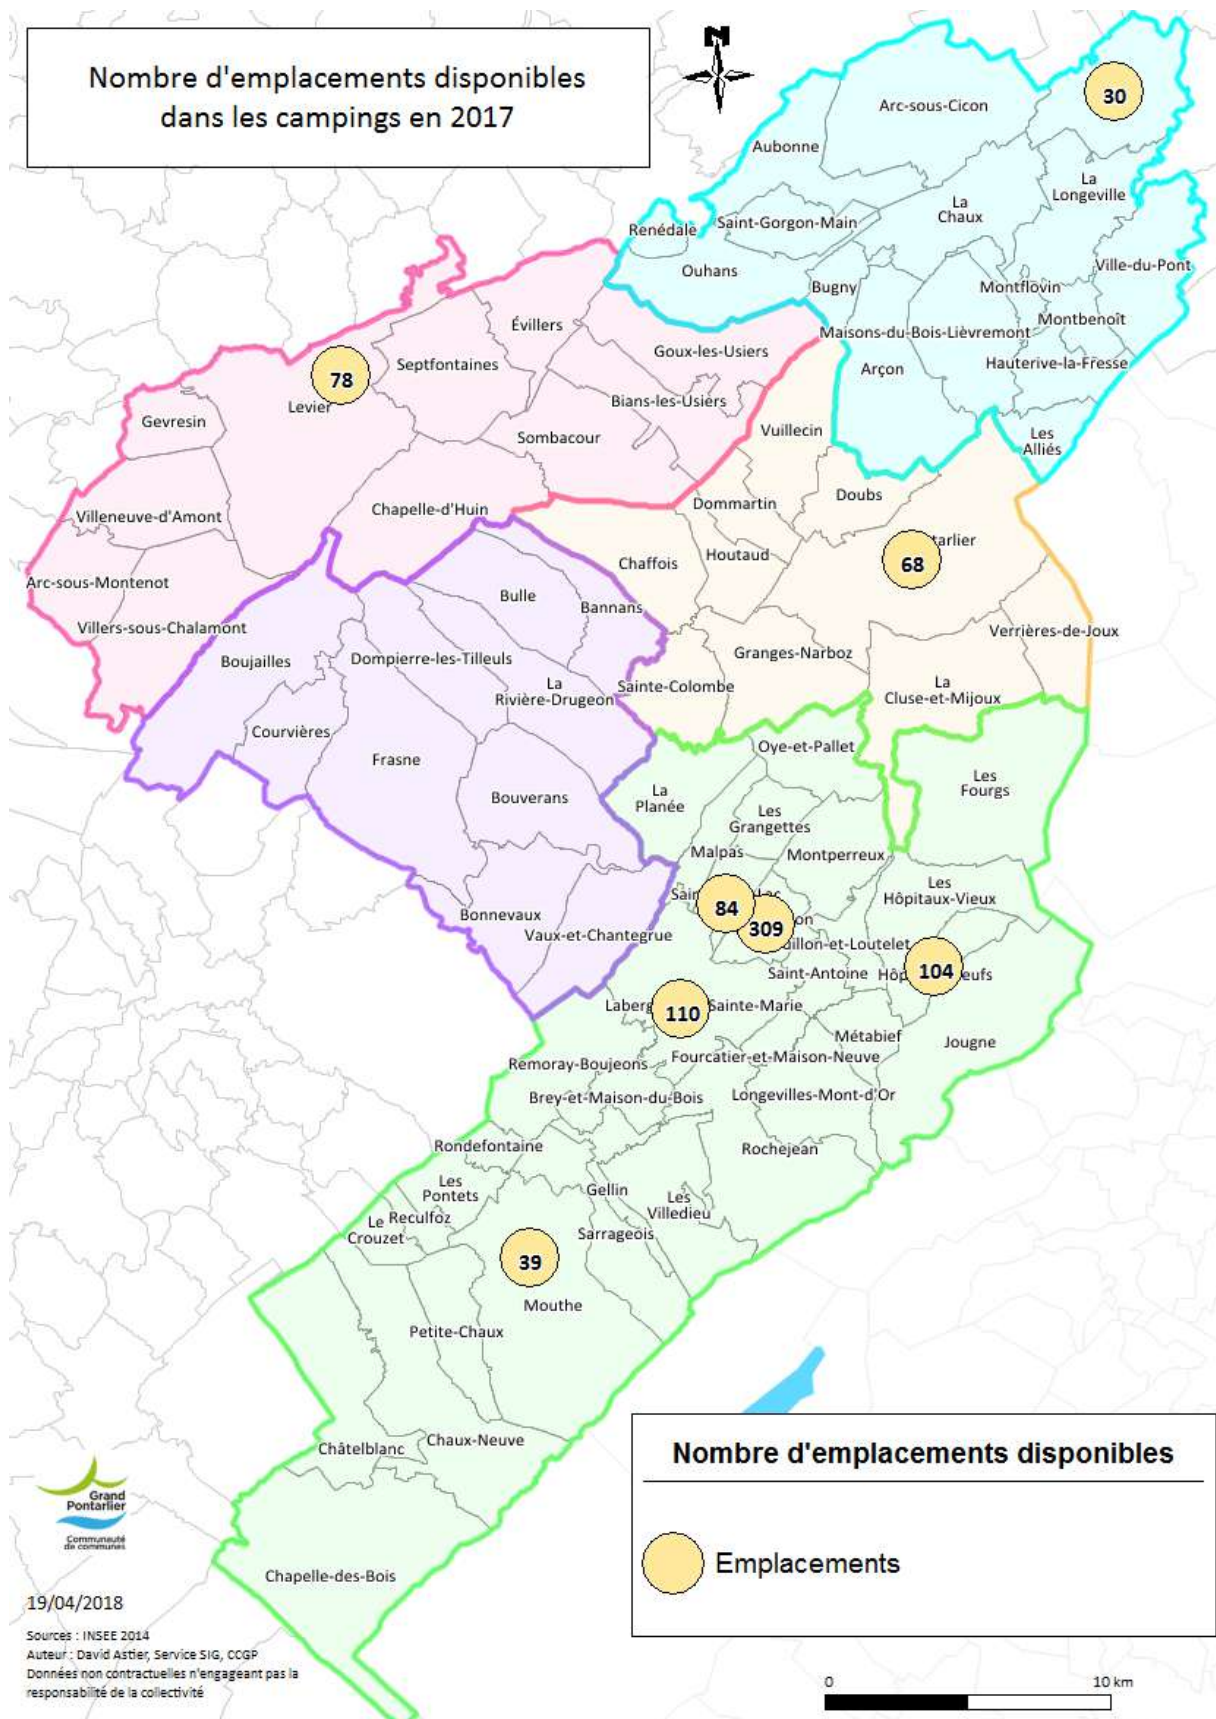 Nombre d'emplacements disponibles
dans les campings en 2017
N
30
Arc-sous-Cicon
Aubonne
La
Longeville
La
Chaux
Saint-Gorgon-Main
Renédale
Ouhans
Ville-du-Pont
Bugny
Montflovin
Montbenoît
Maisons-du-Bois-Lièvremont
Hauterive-la-Fresse
Arçon
Les
Alliés
Évillers
Goux-les-Usiers
Septfontaines
78
Levier
Bians-les-Usiers
Gevresin
Sombacour
Vuillecin
Chapelle-d'Huin
Dommartin
Doubs
Villeneuve-d'Amont
tarlier
68
Houtaud
Chaffois
Arc-sous-Montenot
Bulle
Bannans
Villers-sous-Chalamont
Verrières-de-Joux
Granges-Narboz
Boujailles
Dompierre-les-Tilleuls
La
Rivière-Drugeon
Sainte-Colombe
La
Cluse-et-Mijoux
Courvières
Frasne
Oye-et-Pallet
Les
Fourgs
La
Planée
Bouverans
Les
Grangettes
Malpas
Montperreux
Les
Hôpitaux-Vieux
84
309
on
Bonnevaux
Vaux-et-Chantegrue
illon-et-Loutelet
Saint-Antoine
104
eufs
110
Sainte-Marie
Métabief
Jougne
Remoray-Boujeons
Fourcatier-et-Maison-Neuve
Brey-et-Maison-du-Bois
Longevilles-Mont-d'Or
Rondefontaine
Rochejean
Les
Pontets
Gellin
Les
Villedieu
Le
Crouzet
Reculfoz
Sarrageois
39
Mouthe
Petite-Chaux
Châtelblanc
Chaux-Neuve
Chapelle-des-Bois
Nombre d'emplacements disponibles
Emplacements
Grand
Pontarlier
Communauté
de communes
19/04/2018
Sources : INSEE 2014
Auteur : David Astier, Service SIG, CCGP
Données non contractuelles n'engageant pas la
responsabilité de la collectivité
0
10 km